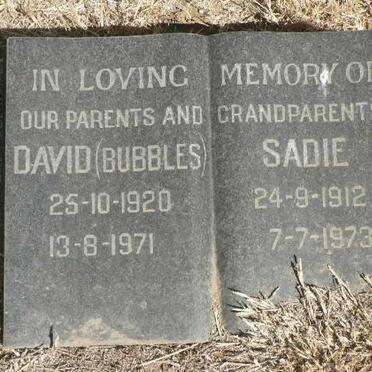 IN LOVING MEMORY OF
OUR PARENTS AND GRANDPARENTS
DAVID (BUBBLES) SADIE
25-10-1920 24-9-1912
13-8-1971 7-7-1973